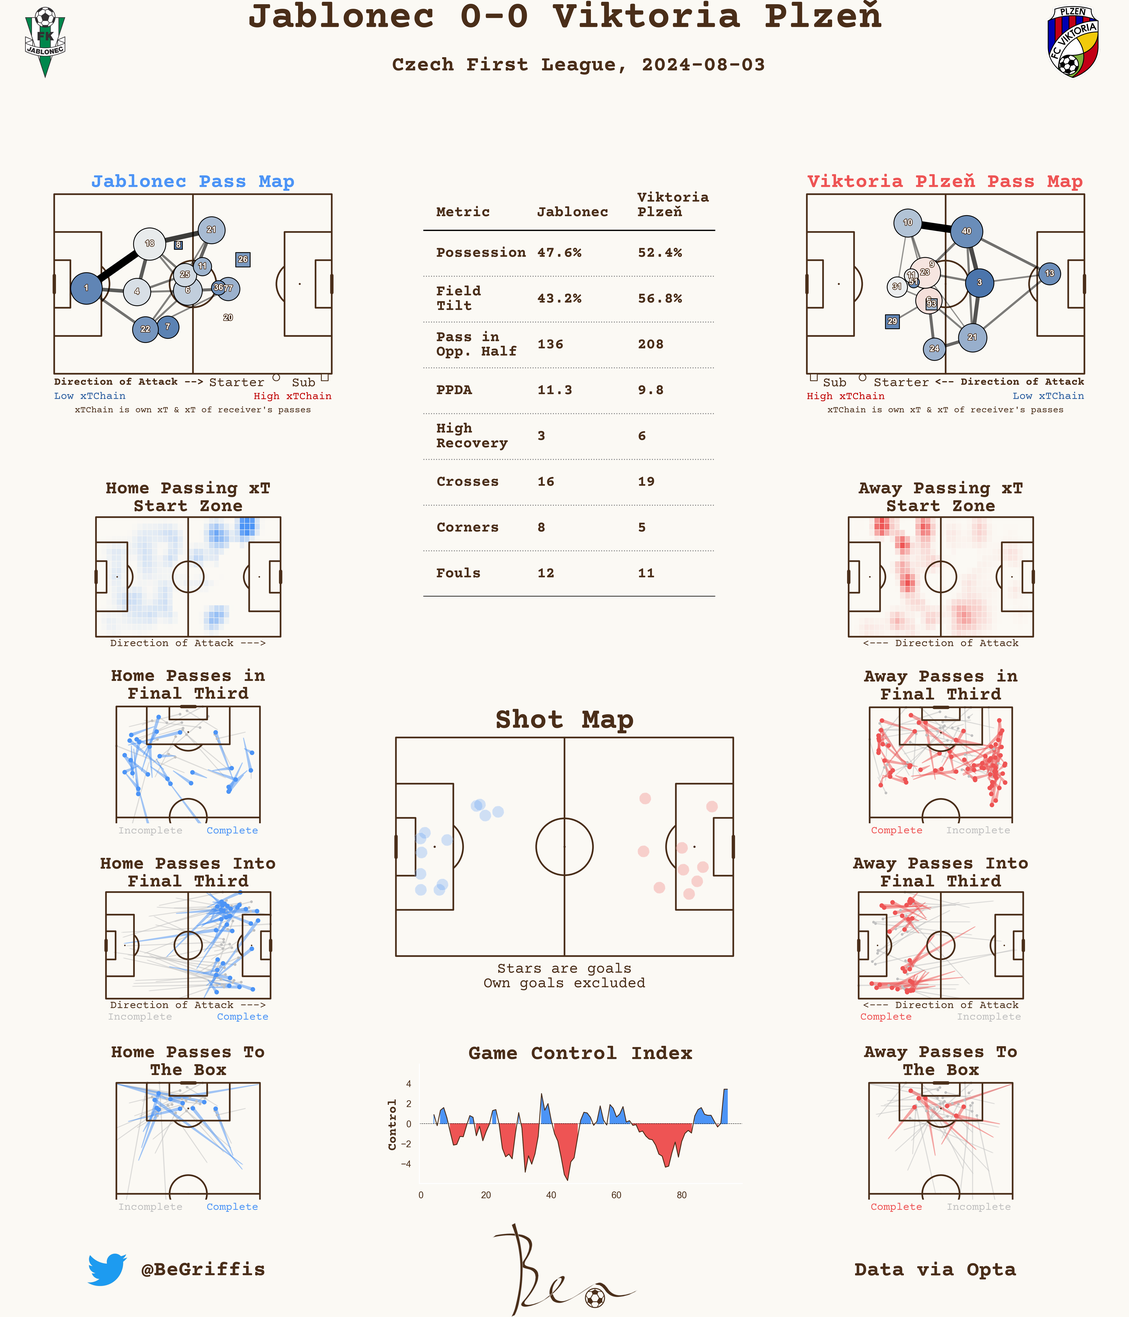 Jablonec 0-0 Viktoria Plzeň
Czech First League, 2024-08-03
FK
JABLONEC
PLZEŇ
FC VIKTORIA
Jablonec Pass Map
1
18
21
8
26
11
25
4
6
36
77
22
7
20
Direction of Attack --> Starter Sub
Low xTChain High xTChain
xTChain is own xT & xT of receiver's passes
Metric Jablonec Viktoria
Plzeň
Possession 47.6% 52.4%
Field
Tilt 43.2% 56.8%
Pass in
Opp. Half 136 208
PPDA 11.3 9.8
High
Recovery 3 6
Crosses 16 19
Corners 8 5
Fouls 12 11
Viktoria Plzeň Pass Map
10
40
9
23
13
11
31
3
29
24
21
Sub Starter <-- Direction of Attack
High xTChain Low xTChain
xTChain is own xT & xT of receiver's passes
Home Passing xT
Start Zone
Direction of Attack --->
Away Passing xT
Start Zone
<--- Direction of Attack
Home Passes in
Final Third
Incomplete Complete
Away Passes in
Final Third
Complete Incomplete
Shot Map
Stars are goals
Own goals excluded
Home Passes Into
Final Third
Direction of Attack --->
Incomplete Complete
Away Passes Into
Final Third
<--- Direction of Attack
Complete Incomplete
Home Passes To
The Box
Incomplete Complete
Game Control Index
Control
4
2
0
−2
−4
0 20 40 60 80
Away Passes To
The Box
Complete Incomplete
@BeGriffis
Ben
Data via Opta